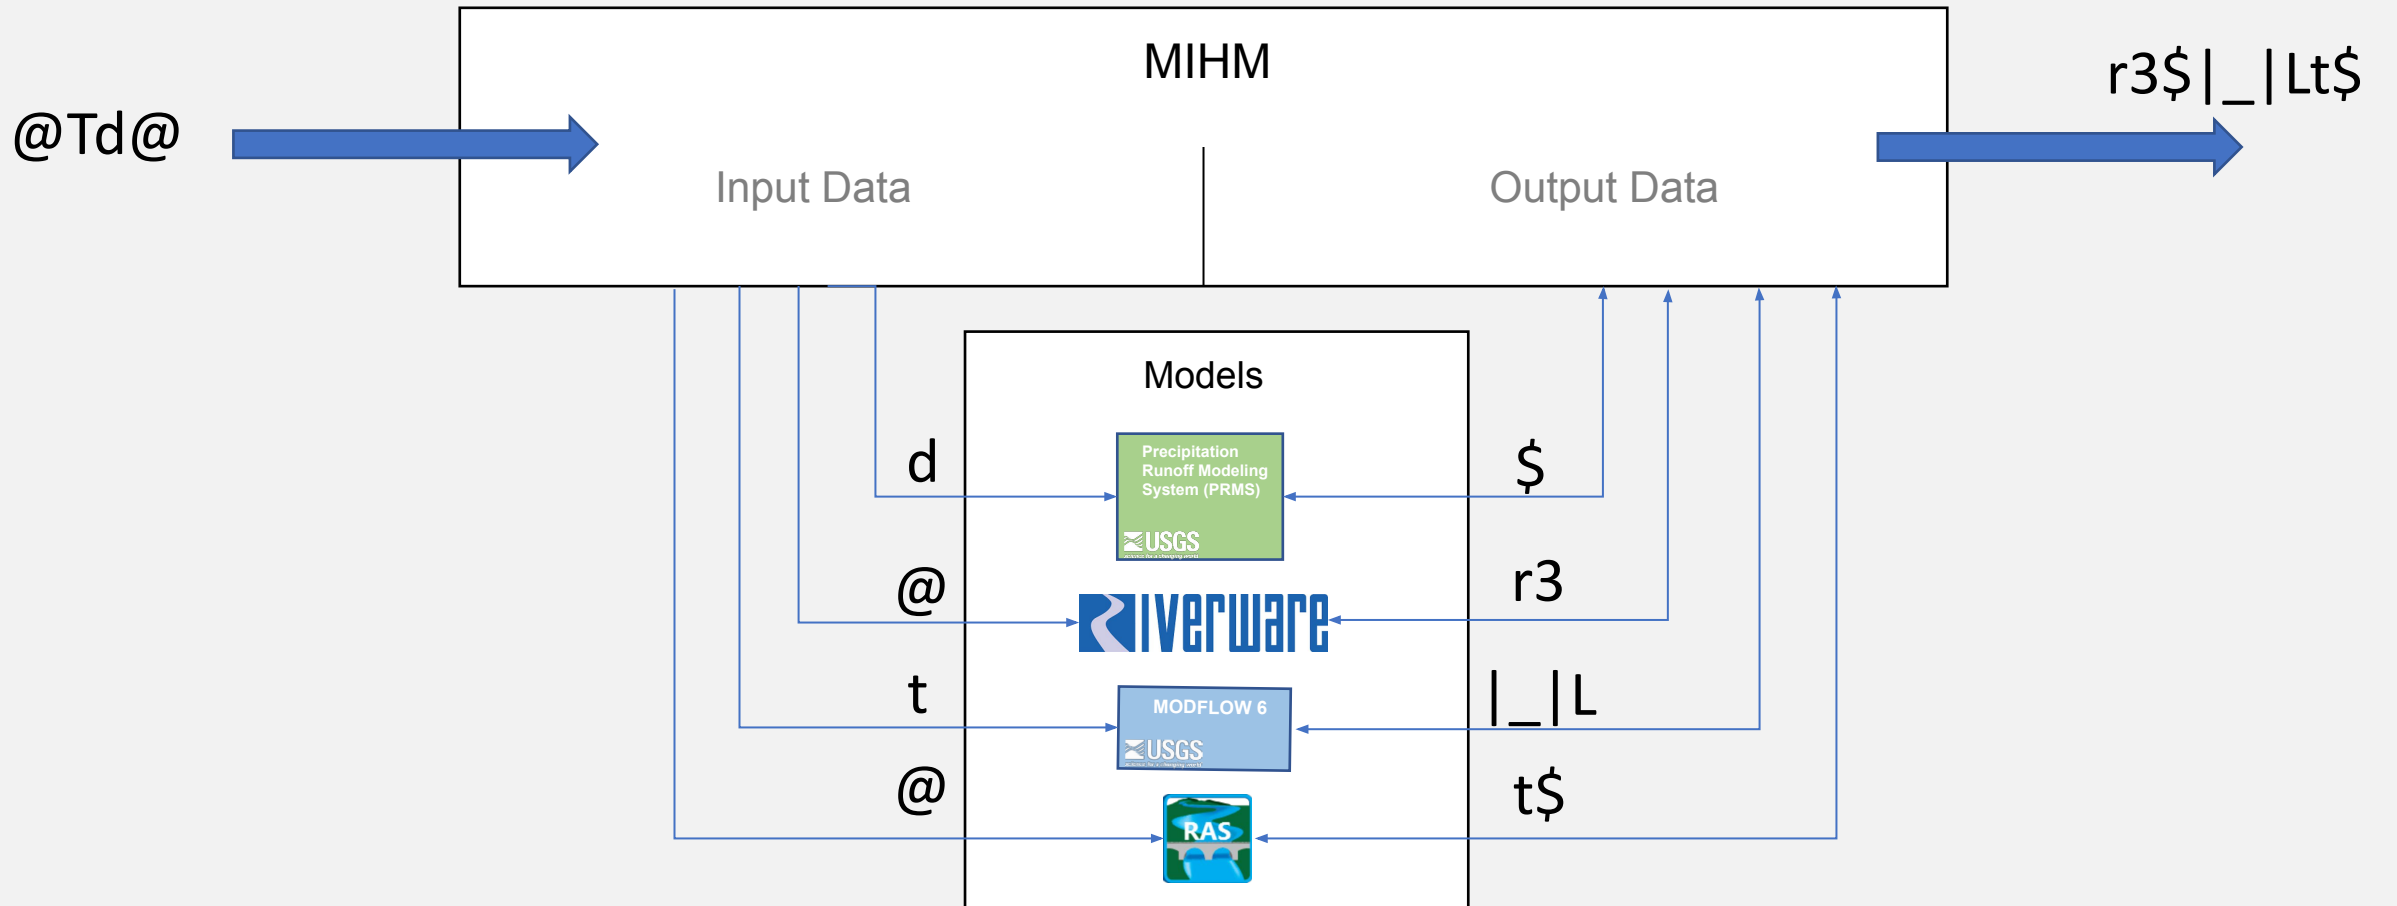 MIHM
r3$|_|Lt$
@Td@
Input Data
Output Data
Models
d
Precipitation
Runoff Modeling
System (PRMS)
$
USGS
@
Riverware
r3
t
MODFLOW 6
|_|L
USGS
@
RAS
t$